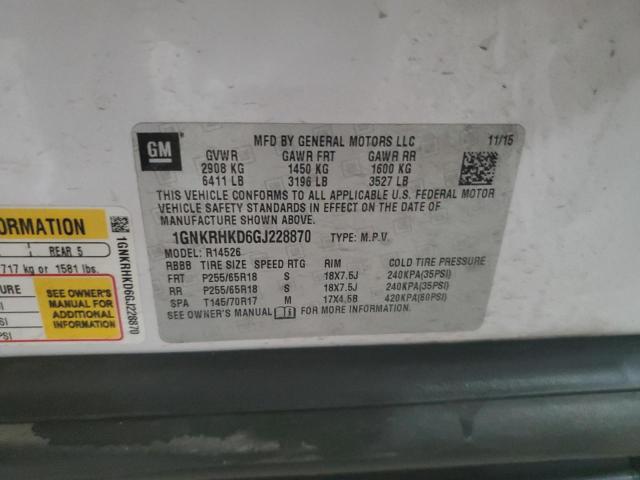 GM
MFD BY GENERAL MOTORS LLC 11/15
GVWR GAWR FRT GAWR RR
2908 KG 1450 KG 1600 KG
6411 LB 3196 LB 3527 LB
THIS VEHICLE CONFORMS TO ALL APPLICABLE U.S. FEDERAL MOTOR
VEHICLE SAFETY STANDARDS IN EFFECT ON THE DATE OF
MANUFACTURE SHOWN ABOVE.
1GNKRHKD6GJ228870 TYPE: M.P.V.
MODEL: R14526
RBBB TIRE SIZE SPEED RTG RIM COLD TIRE PRESSURE
FRT P255/65R18 S 18X7.5J 240KPA(35PSI)
RR P255/65R18 S 18X7.5J 240KPA(35PSI)
SPA T145/70R17 M 17X4.5B 420KPA(60PSI)
SEE OWNER'S MANUAL FOR MORE INFORMATION.
FORMATION
REAR 5
717 kg or 1581 lbs.
SEE OWNER'S
MANUAL FOR
ADDITIONAL
INFORMATION
1GNKRHKD6GJ228870